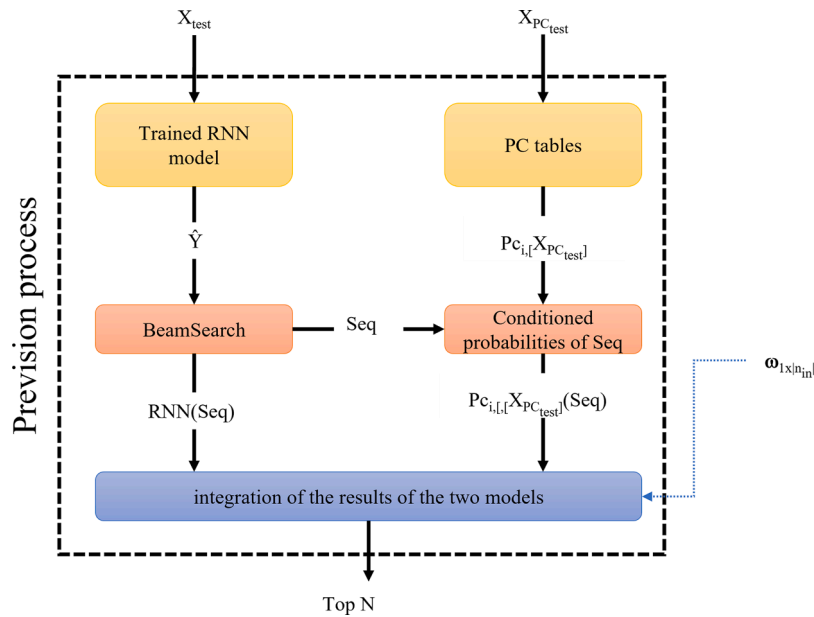 X_test
X_PC_test
Trained RNN
model
PC tables
Ŷ
Pc_i,[X_PC_test]
Prevision process
BeamSearch
Seq
Conditioned
probabilities of Seq
ω_1x|n_in|
RNN(Seq)
Pc_i,[,[X_PC_test](Seq)
integration of the results of the two models
Top N